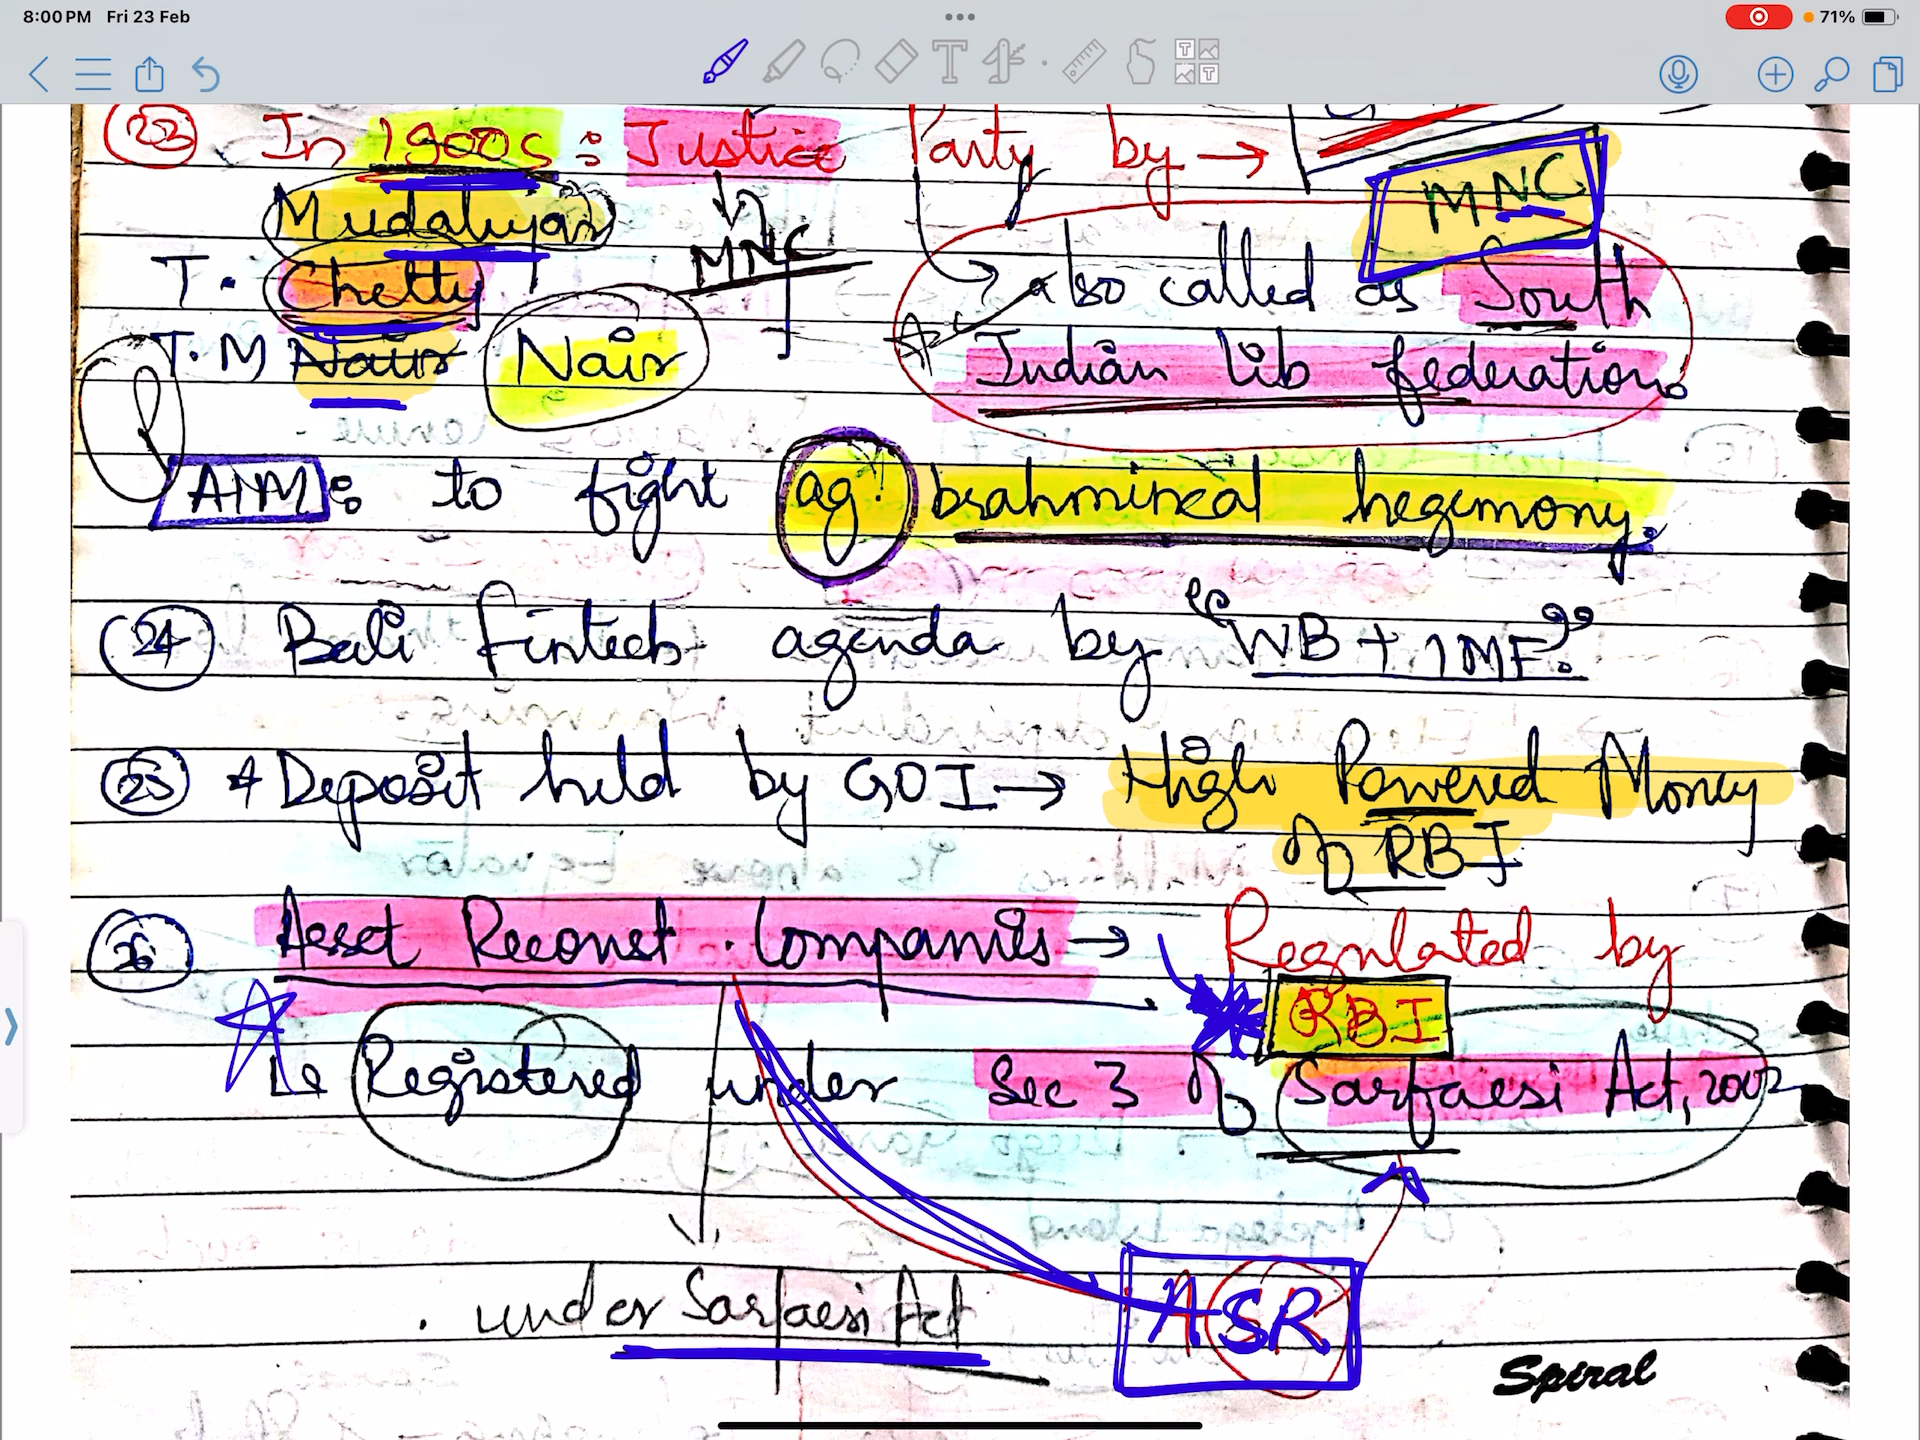 8:00 PM Fri 23 Feb
71%
23 In 1900s : Justice Party by →
MNC
Mudaliyar
MNC
T. Chetty
also called as South
T.M Nair Nair
Indian lib federation.
AIM : to fight ag. brahminical hegemony.
24 Bali Fintech agenda by "WB + IMF".
25 Deposit held by GOI → High Powered Money
of RBI
26 Asset Reconst. Companies → Regulated by
RBI
Registered under Sec 3 of Sarfaesi Act, 2002
under Sarfaesi Act
ASR
Spiral